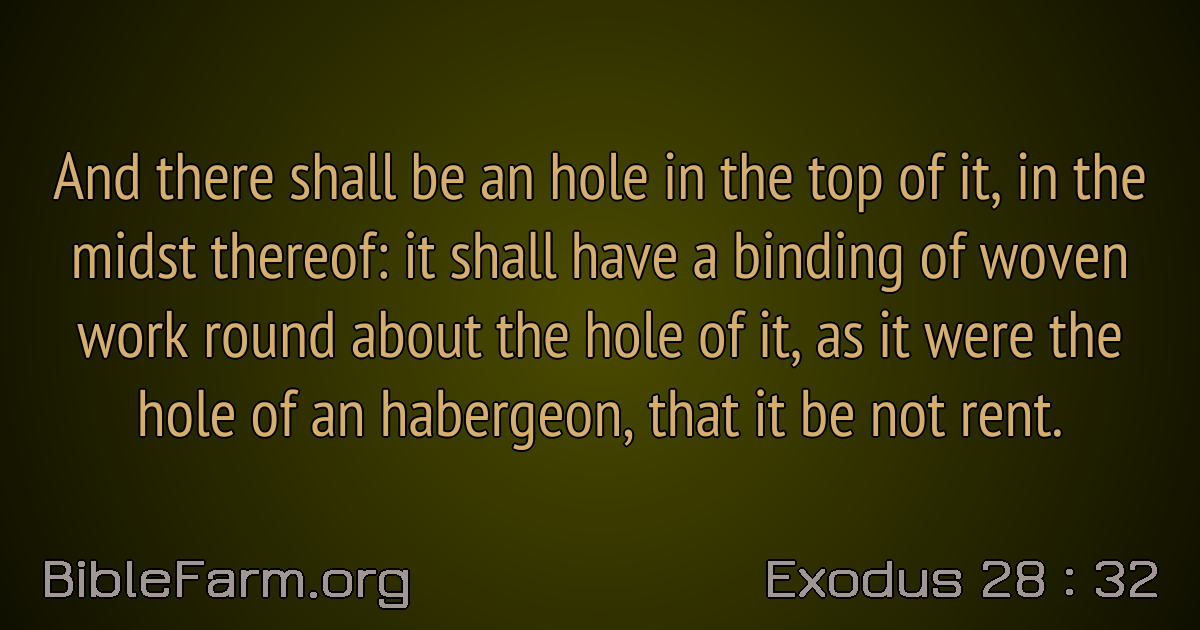 And there shall be an hole in the top of it, in the
midst thereof: it shall have a binding of woven
work round about the hole of it, as it were the
hole of an habergeon, that it be not rent.
BibleFarm.org
Exodus 28 : 32